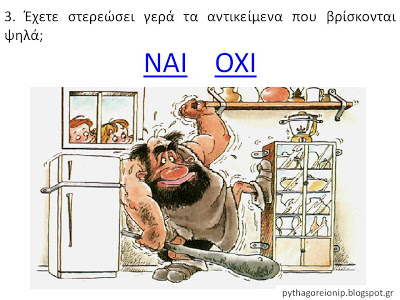 3. Έχετε στερεώσει γερά τα αντικείμενα που βρίσκονται
ψηλά;
ΝΑΙ ΟΧΙ
pythagoreionip.blogspot.gr